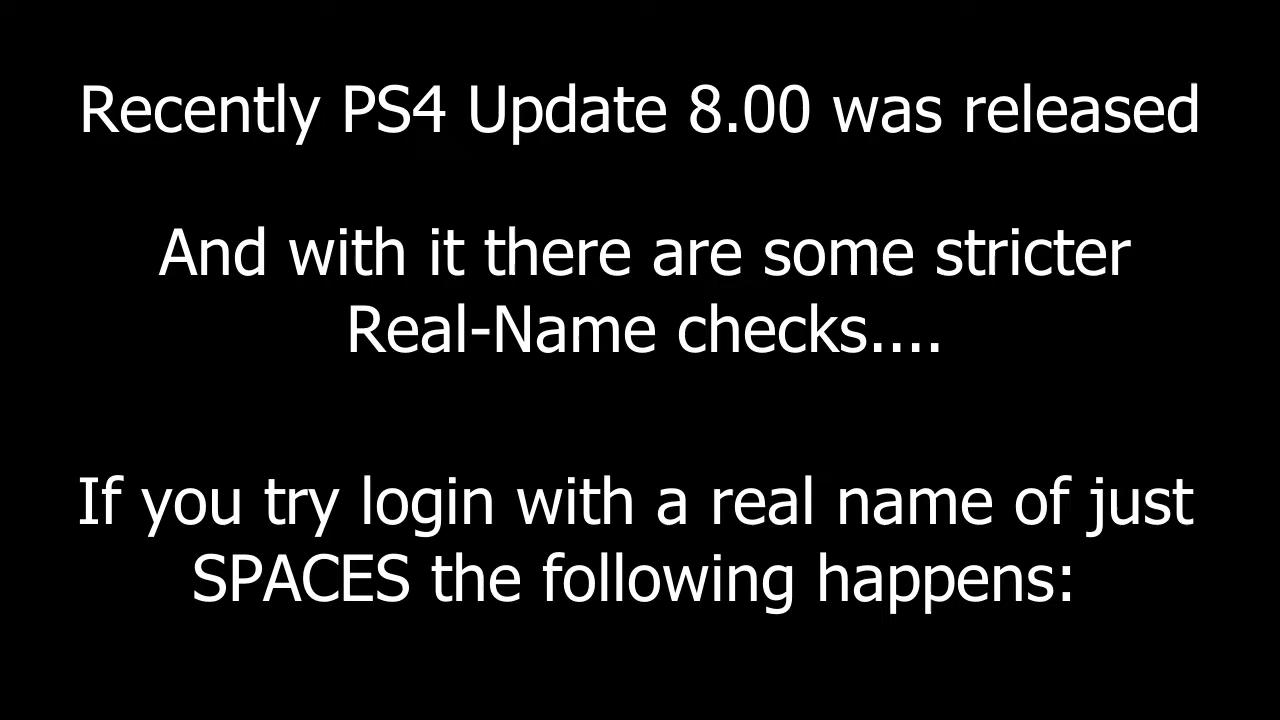 Recently PS4 Update 8.00 was released
And with it there are some stricter
Real-Name checks....
If you try login with a real name of just
SPACES the following happens: